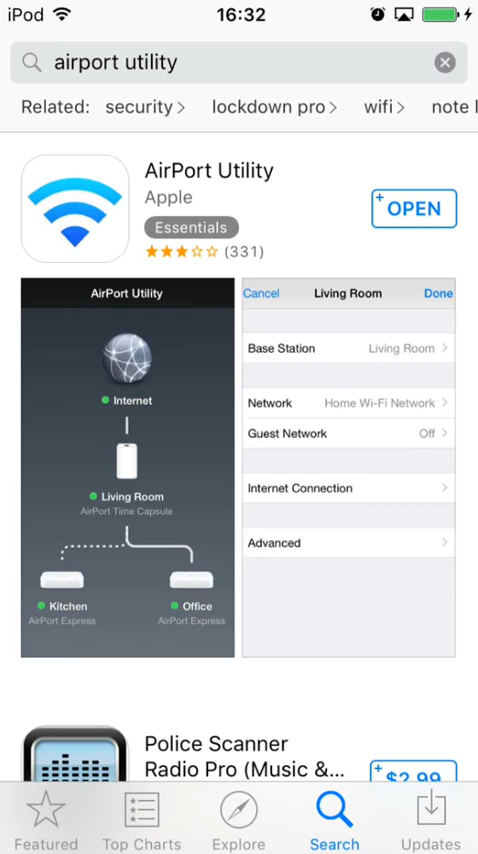 iPod 16:32
airport utility
Related: security > lockdown pro > wifi > note l
AirPort Utility
Apple
OPEN
Essentials
(331)
AirPort Utility
Internet
Living Room
AirPort Time Capsule
Kitchen Office
AirPort Express AirPort Express
Cancel Living Room Done
Base Station Living Room >
Network Home Wi-Fi Network >
Guest Network Off >
Internet Connection >
Advanced >
Police Scanner
Radio Pro (Music &...
+ $2.99
Featured Top Charts Explore Search Updates